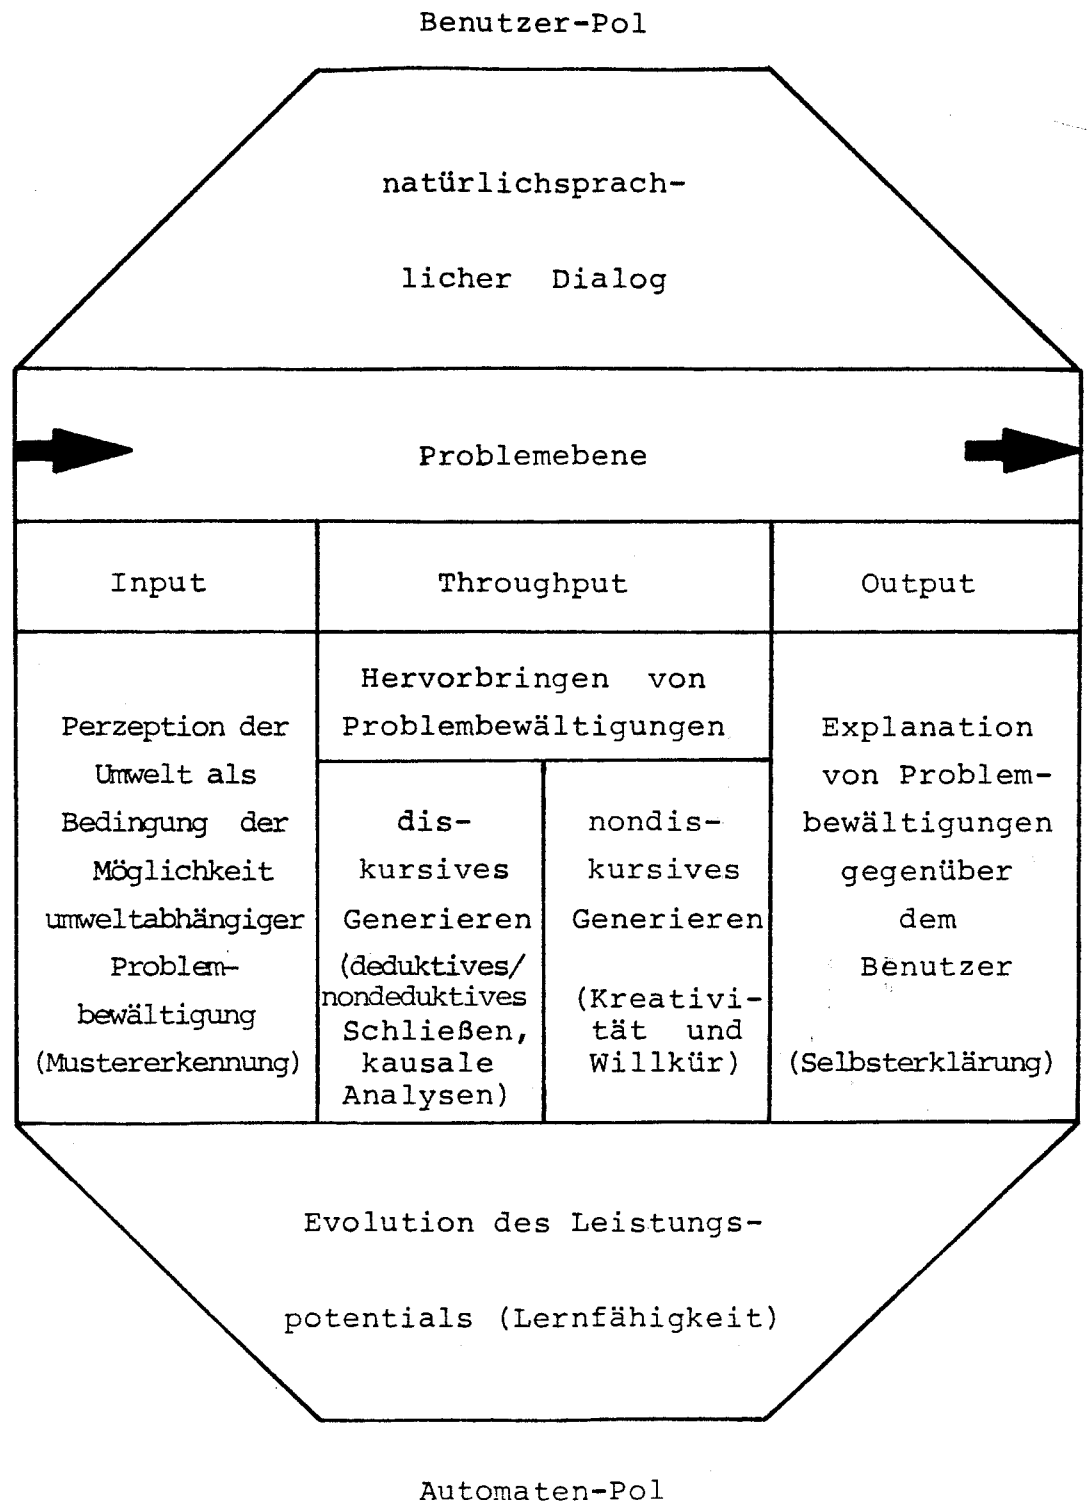 Benutzer-Pol
natürlichsprach-
licher Dialog
Problemebene
Input
Throughput
Output
Perzeption der
Umwelt als
Bedingung der
Möglichkeit
umweltabhängiger
Problem-
bewältigung
(Mustererkennung)
Hervorbringen von
Problembewältigungen
dis-
kursives
Generieren
(deduktives/
nondeduktives
Schließen,
kausale
Analysen)
nondis-
kursives
Generieren
(Kreativi-
tät und
Willkür)
Explanation
von Problem-
bewältigungen
gegenüber
dem
Benutzer
(Selbsterklärung)
Evolution des Leistungs-
potentials (Lernfähigkeit)
Automaten-Pol